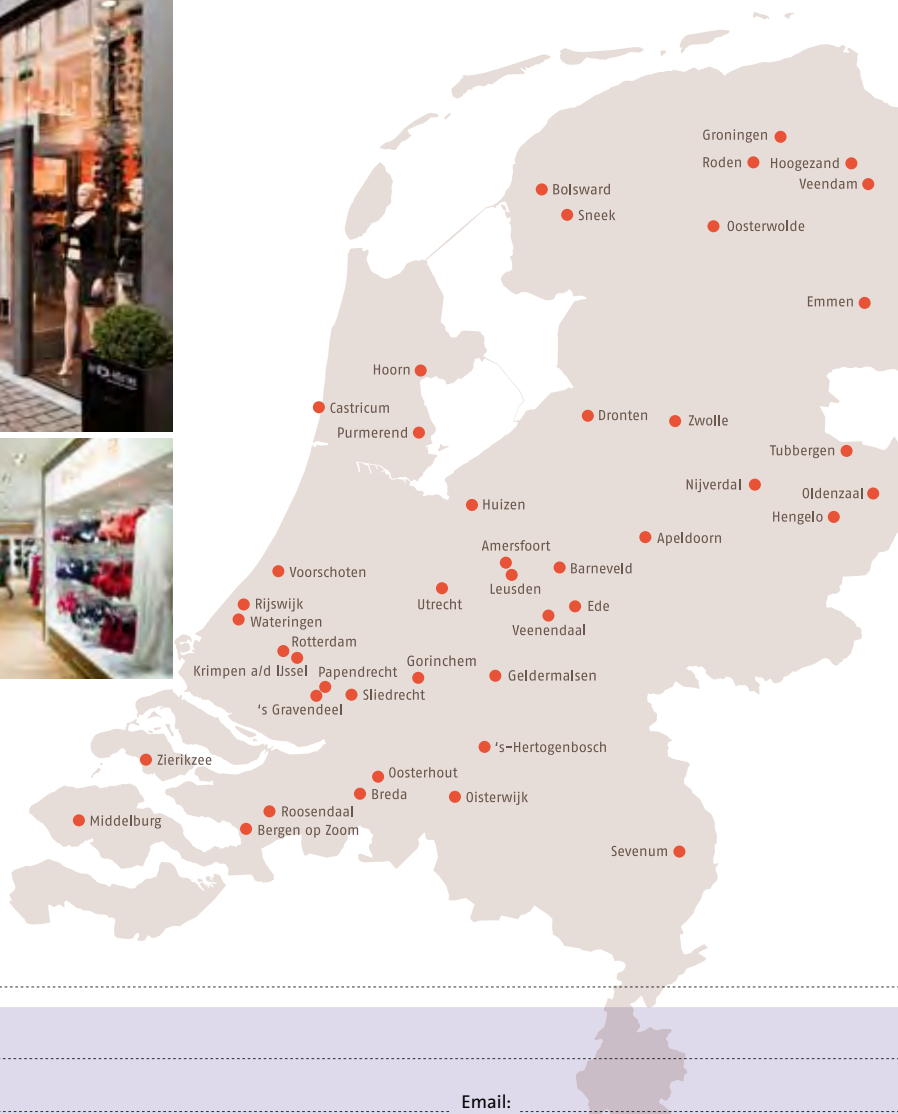 Groningen
Roden
Hoogezand
Veendam
Bolsward
Sneek
Oosterwolde
Emmen
Hoorn
Castricum
Purmerend
Dronten
Zwolle
Tubbergen
Nijverdal
Oldenzaal
Hengelo
Huizen
Apeldoorn
Amersfoort
Barneveld
Leusden
Voorschoten
Utrecht
Ede
Rijswijk
Wateringen
Veenendaal
Rotterdam
Krimpen a/d IJssel
Papendrecht
Gorinchem
Geldermalsen
's Gravendeel
Sliedrecht
's-Hertogenbosch
Zierikzee
Oosterhout
Breda
Oisterwijk
Roosendaal
Middelburg
Bergen op Zoom
Sevenum
Email: